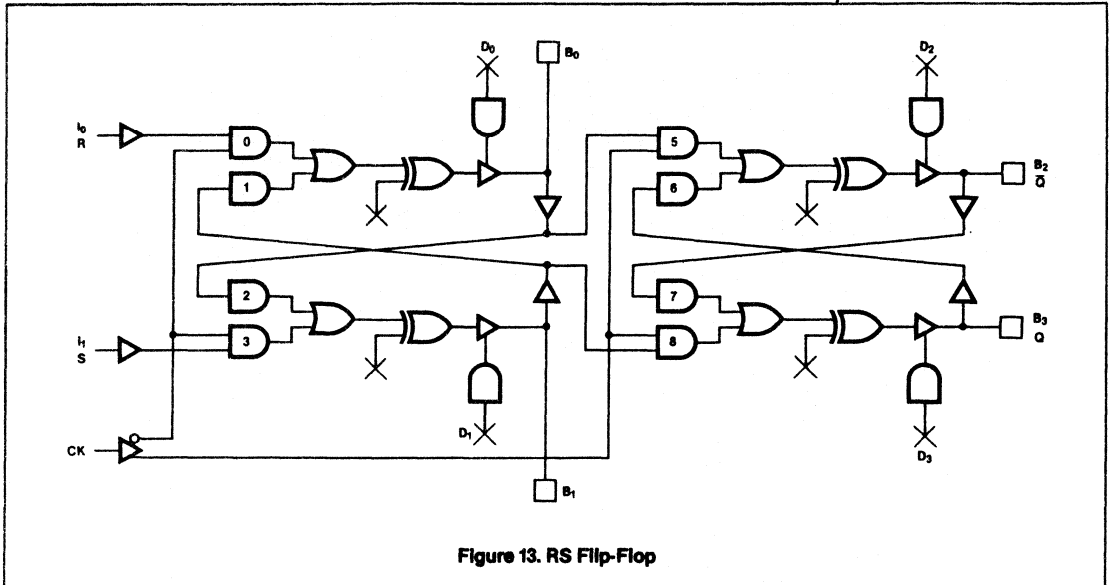 D0
B0
D2
I0
R
0
5
1
6
B2
Q̅
2
7
3
8
B3
Q
I1
S
D1
D3
CK
B1
Figure 13. RS Flip-Flop